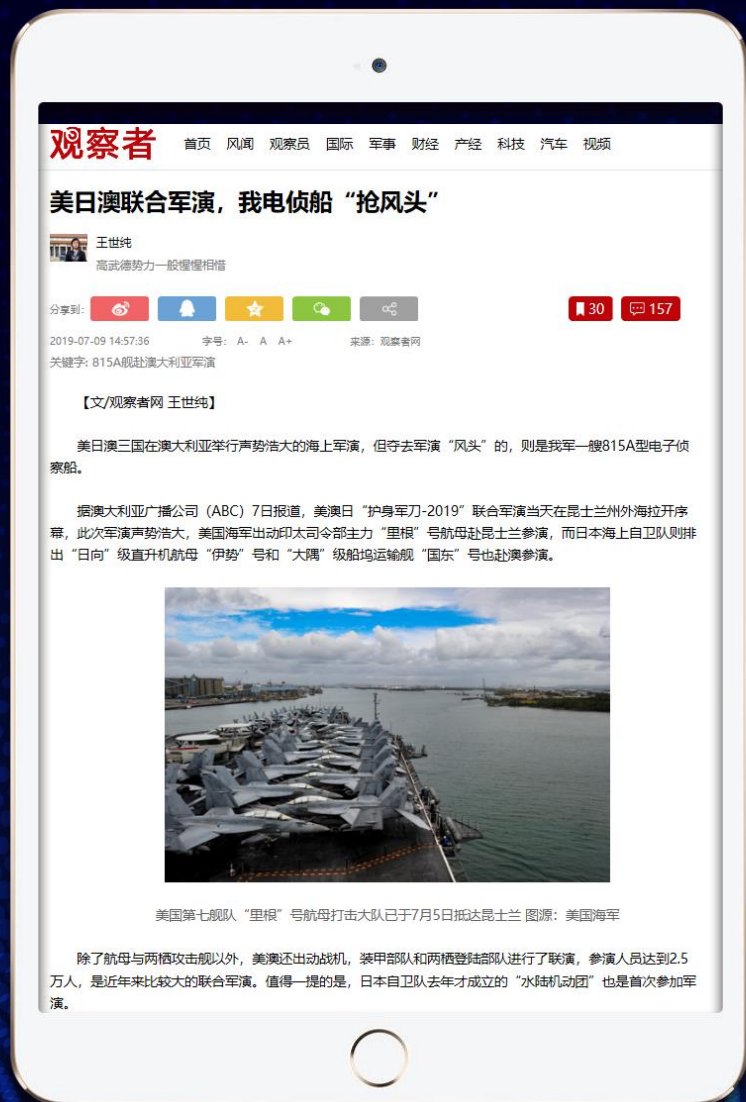 观察者 首页 风闻 观察员 国际 军事 财经 产经 科技 汽车 视频
美日澳联合军演，我电侦船“抢风头”
王世纯
高武德势力一般惺惺相惜
分享到: 30 157
2019-07-09 14:57:36 字号: A- A A+ 来源: 观察者网
关键字: 815A舰赴澳大利亚军演
【文/观察者网 王世纯】
美日澳三国在澳大利亚举行声势浩大的海上军演，但夺去军演“风头”的，则是我军一艘815A型电子侦
察船。
据澳大利亚广播公司（ABC）7日报道，美澳日“护身军刀-2019”联合军演当天在昆士兰州外海拉开序
幕，此次军演声势浩大，美国海军出动印太司令部主力“里根”号航母赴昆士兰参演，而日本海上自卫队则排
出“日向”级直升机航母“伊势”号和“大隅”级船坞运输舰“国东”号也赴澳参演。
美国第七舰队“里根”号航母打击大队已于7月5日抵达昆士兰 图源：美国海军
除了航母与两栖攻击舰以外，美澳还出动战机，装甲部队和两栖登陆部队进行了联演，参演人员达到2.5
万人，是近年来比较大的联合军演。值得一提的是，日本自卫队去年才成立的“水陆机动团”也是首次参加军
演。